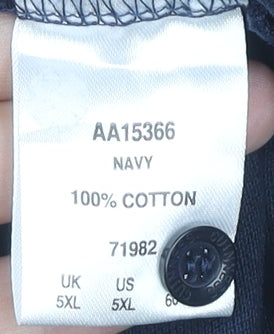 AA15366
NAVY
100% COTTON
71982
UK US
5XL 5XL